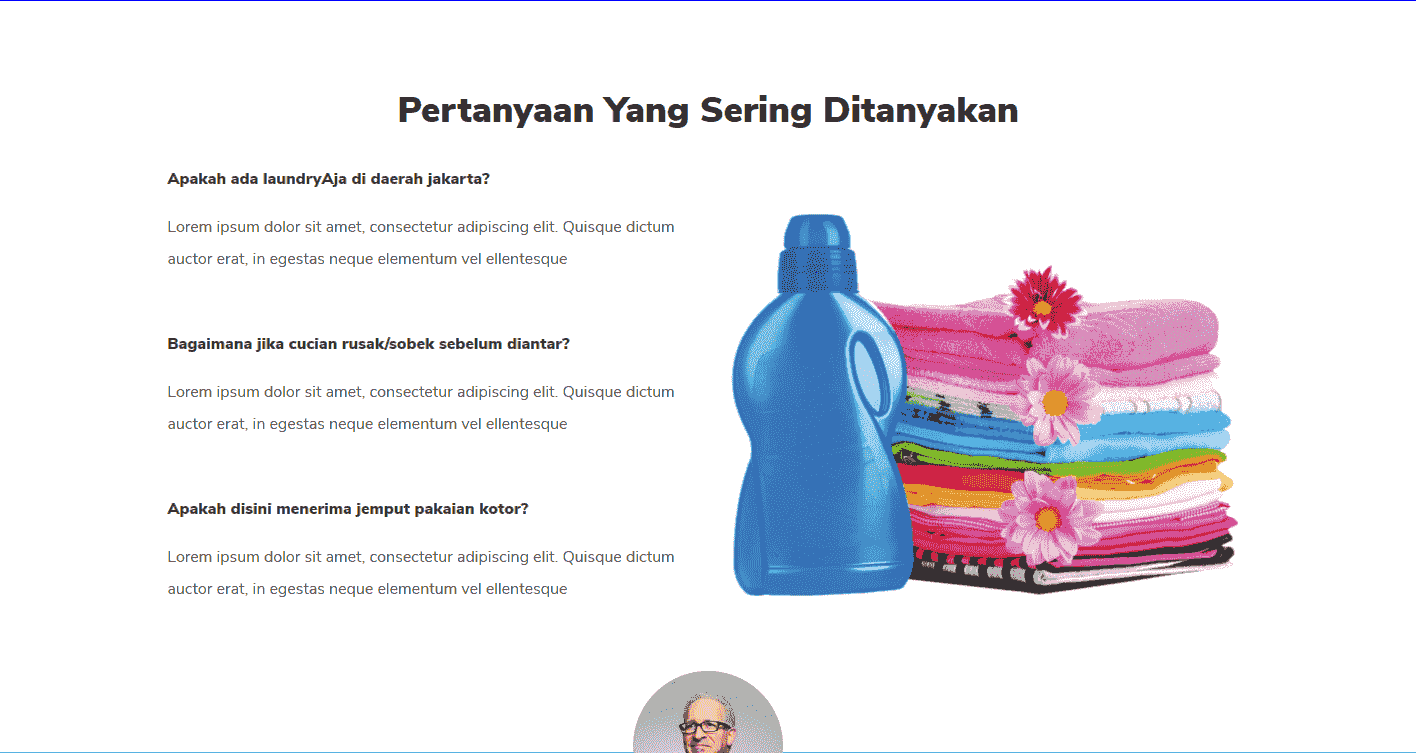 Pertanyaan Yang Sering Ditanyakan
Apakah ada laundryAja di daerah jakarta?
Lorem ipsum dolor sit amet, consectetur adipiscing elit. Quisque dictum
auctor erat, in egestas neque elementum vel ellentesque
Bagaimana jika cucian rusak/sobek sebelum diantar?
Lorem ipsum dolor sit amet, consectetur adipiscing elit. Quisque dictum
auctor erat, in egestas neque elementum vel ellentesque
Apakah disini menerima jemput pakaian kotor?
Lorem ipsum dolor sit amet, consectetur adipiscing elit. Quisque dictum
auctor erat, in egestas neque elementum vel ellentesque